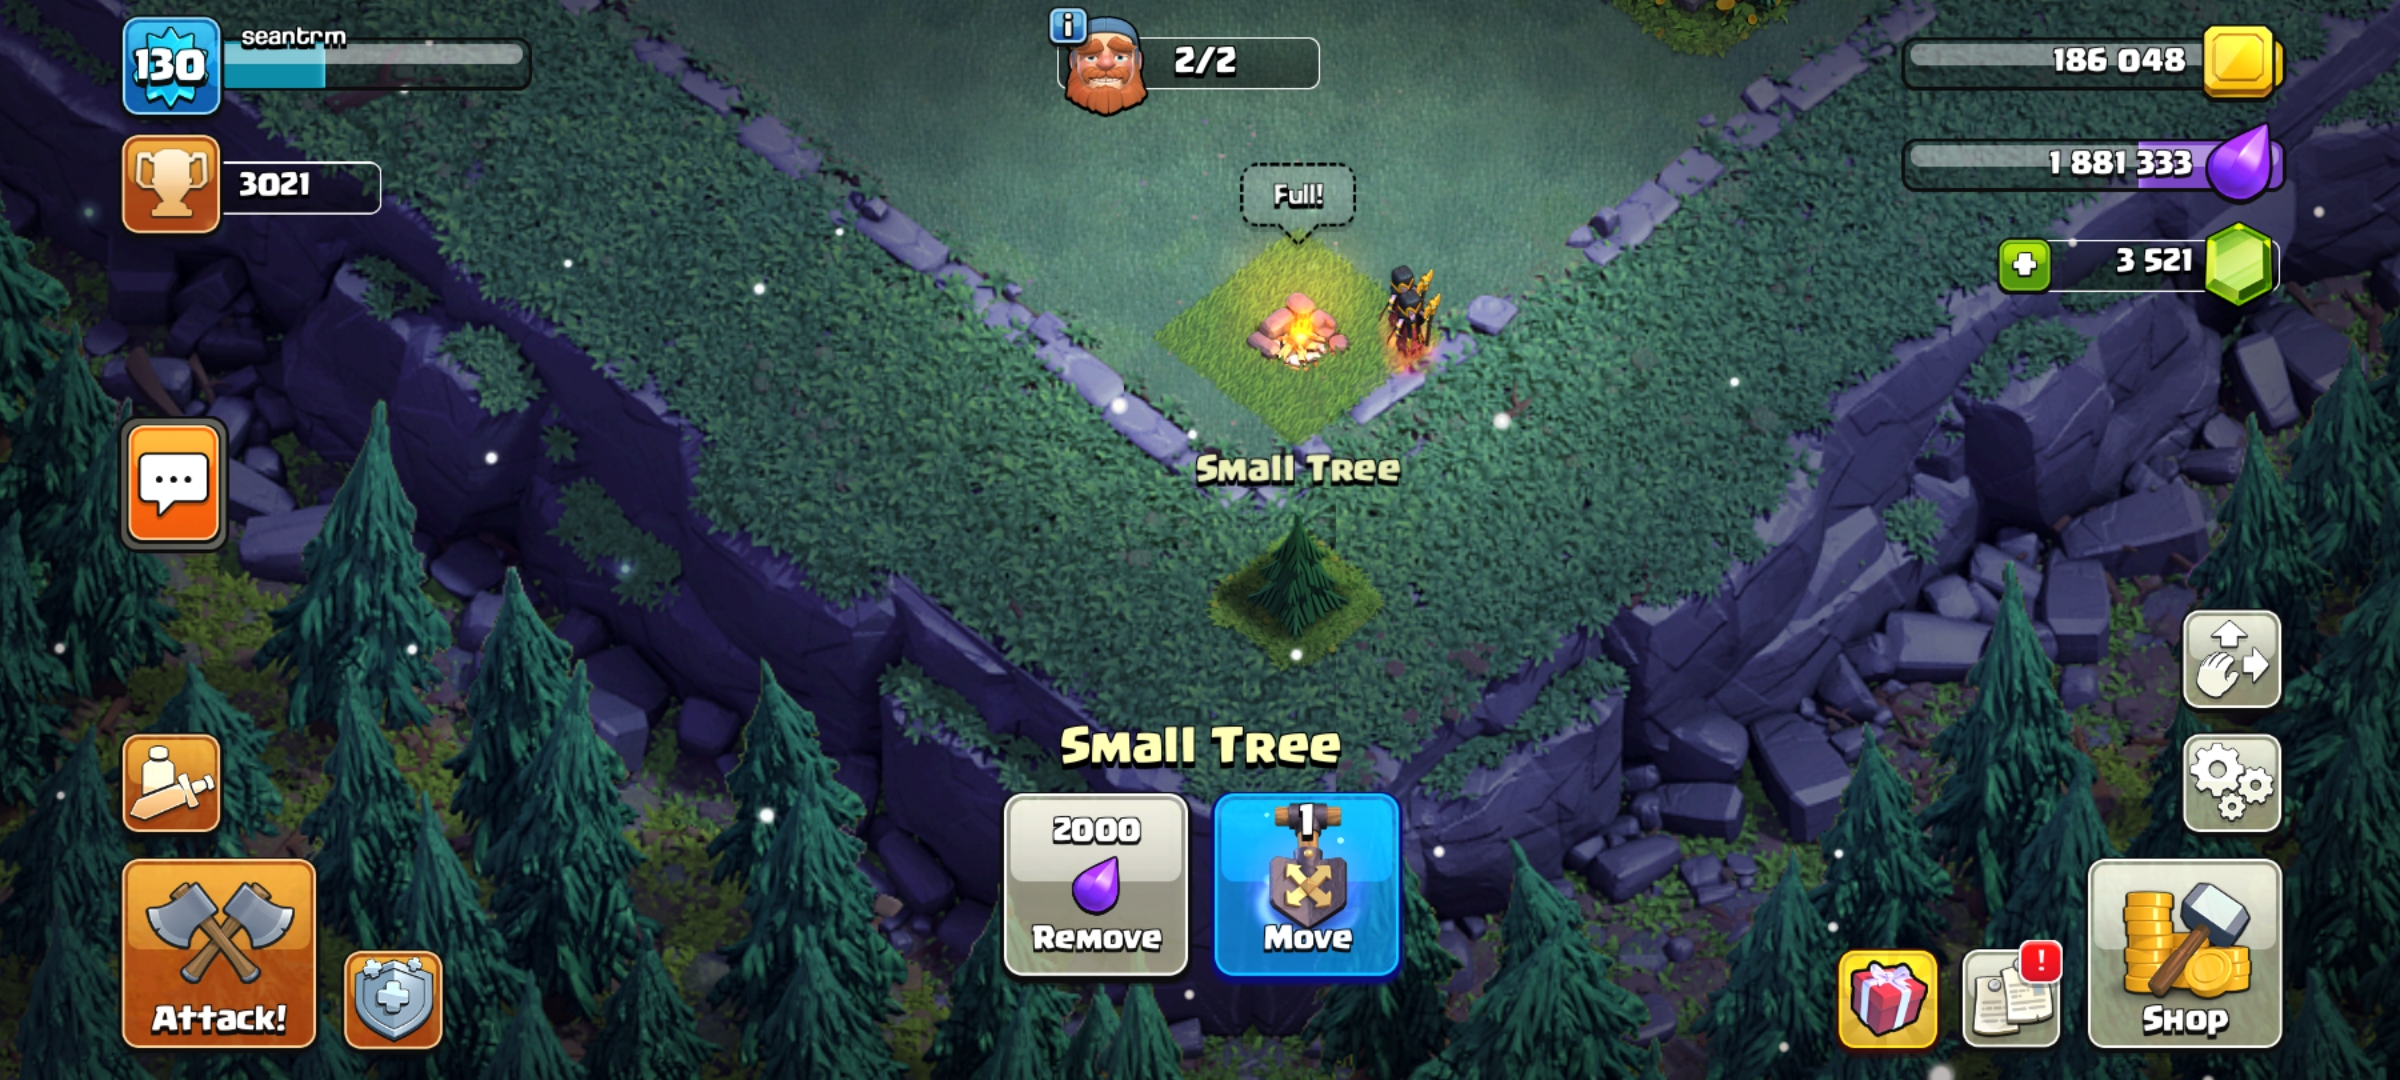 130
seantrm
2/2
186 048
3021
1 881 333
Full!
3 521
Small Tree
Small Tree
2000
1
Remove
Move
!
Attack!
Shop